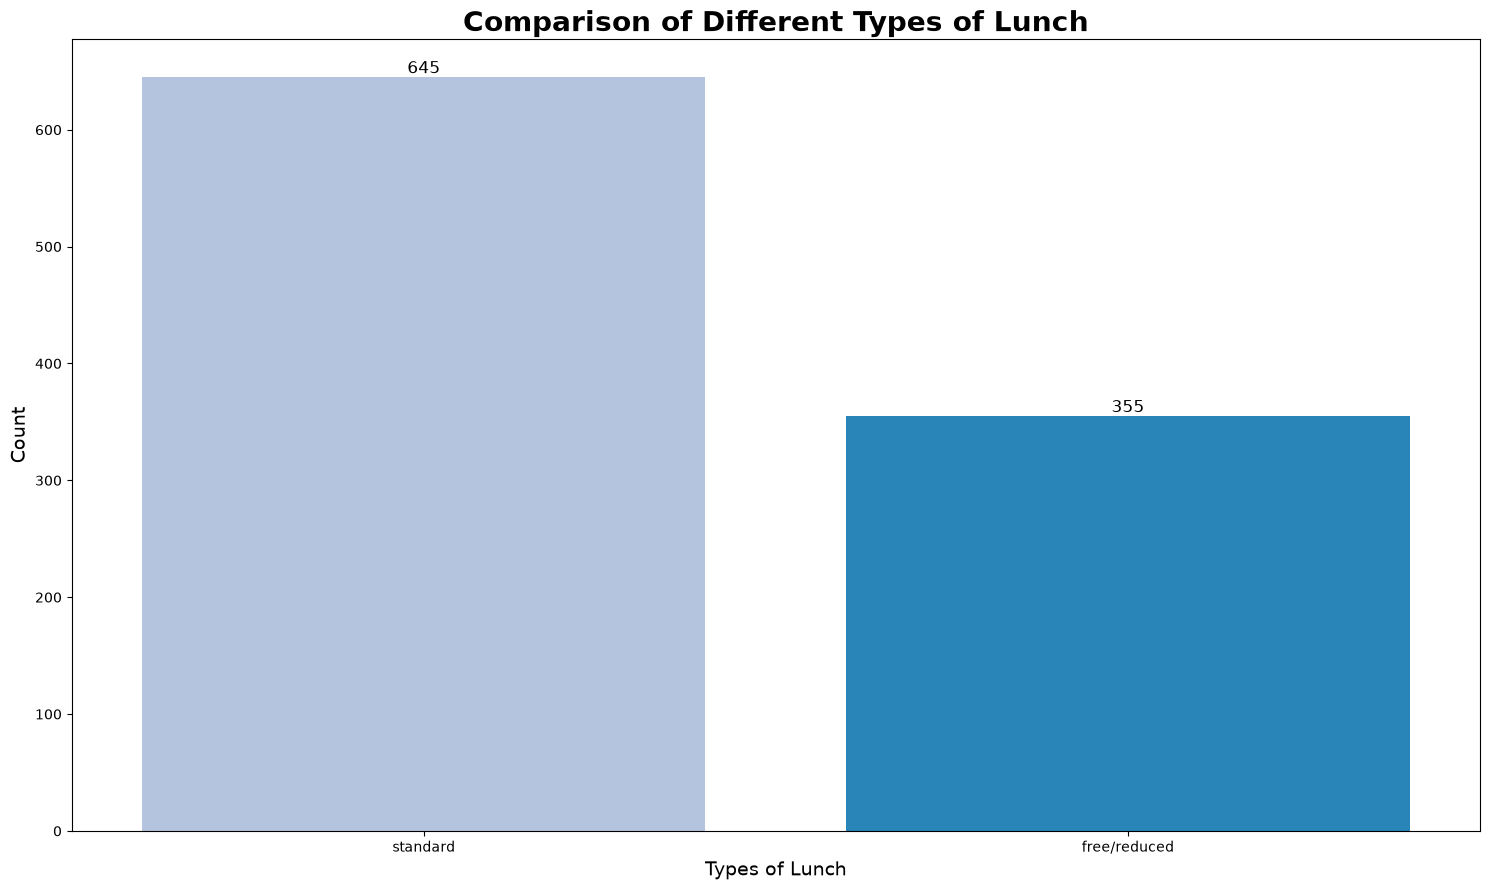 Comparison of Different Types of Lunch
645
600
500
400
355
300
200
100
0
Count
standard
free/reduced
Types of Lunch